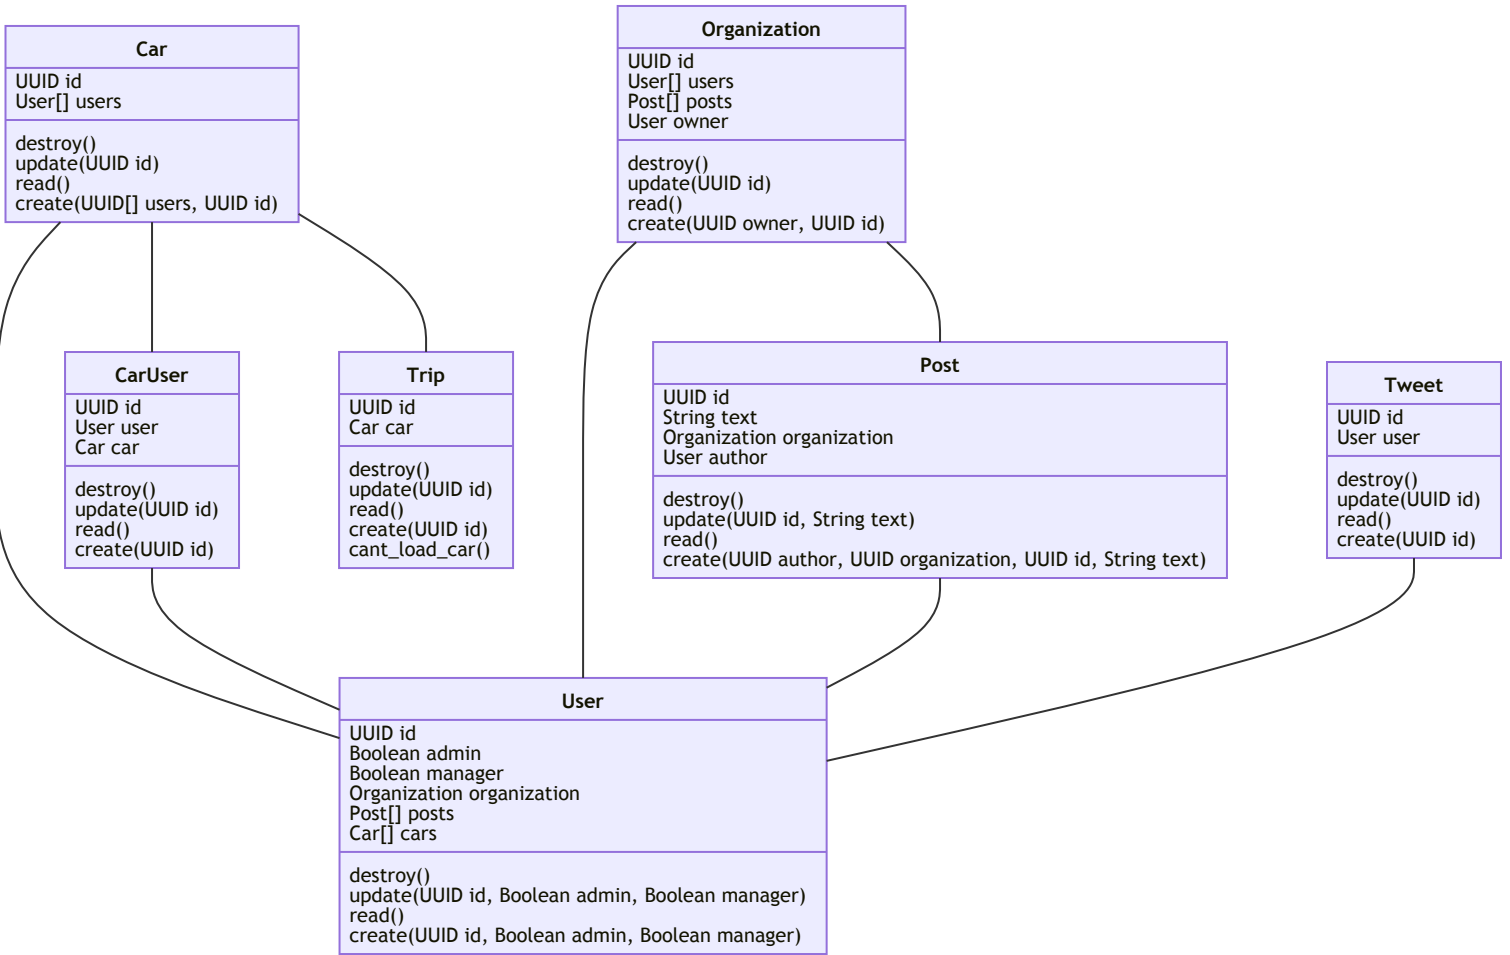 Car
UUID id
User[] users
destroy()
update(UUID id)
read()
create(UUID[] users, UUID id)
Organization
UUID id
User[] users
Post[] posts
User owner
destroy()
update(UUID id)
read()
create(UUID owner, UUID id)
CarUser
UUID id
User user
Car car
destroy()
update(UUID id)
read()
create(UUID id)
Trip
UUID id
Car car
destroy()
update(UUID id)
read()
create(UUID id)
cant_load_car()
Post
UUID id
String text
Organization organization
User author
destroy()
update(UUID id, String text)
read()
create(UUID author, UUID organization, UUID id, String text)
Tweet
UUID id
User user
destroy()
update(UUID id)
read()
create(UUID id)
User
UUID id
Boolean admin
Boolean manager
Organization organization
Post[] posts
Car[] cars
destroy()
update(UUID id, Boolean admin, Boolean manager)
read()
create(UUID id, Boolean admin, Boolean manager)